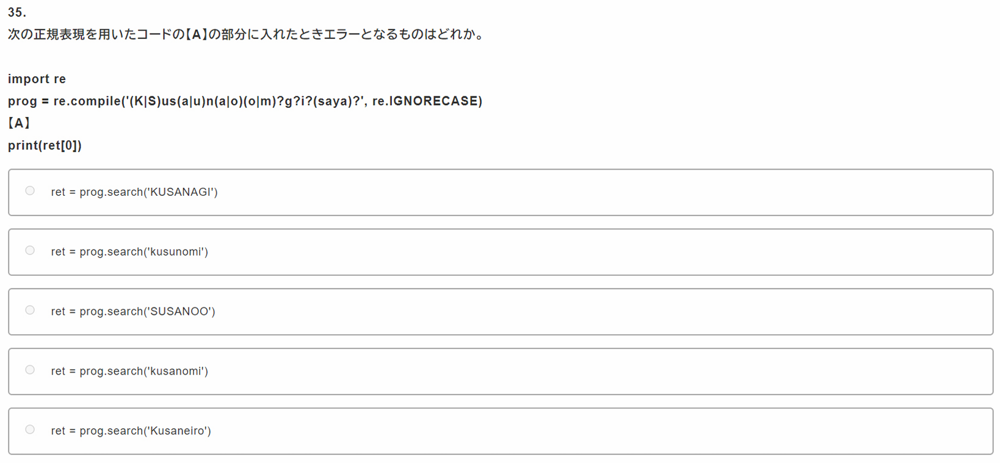 35.
次の正規表現を用いたコードの【A】の部分に入れたときエラーとなるものはどれか。
import re
prog = re.compile('(K|S)us(a|u)n(a|o)(o|m)?g?i?(saya)?', re.IGNORECASE)
【A】
print(ret[0])
ret = prog.search('KUSANAGI')
ret = prog.search('kusunomi')
ret = prog.search('SUSANOO')
ret = prog.search('kusanomi')
ret = prog.search('Kusaneiro')